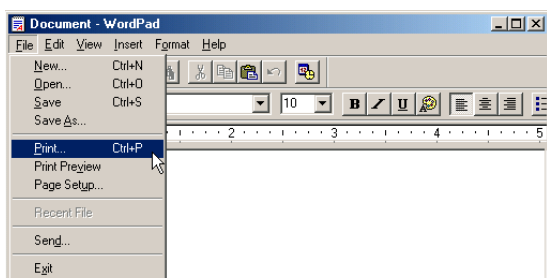 Document - WordPad
File Edit View Insert Format Help
New... Ctrl+N
Open... Ctrl+O
Save Ctrl+S
Save As...
10 B I U
2 3 4 5
Print... Ctrl+P
Print Preview
Page Setup...
Recent File
Send...
Exit